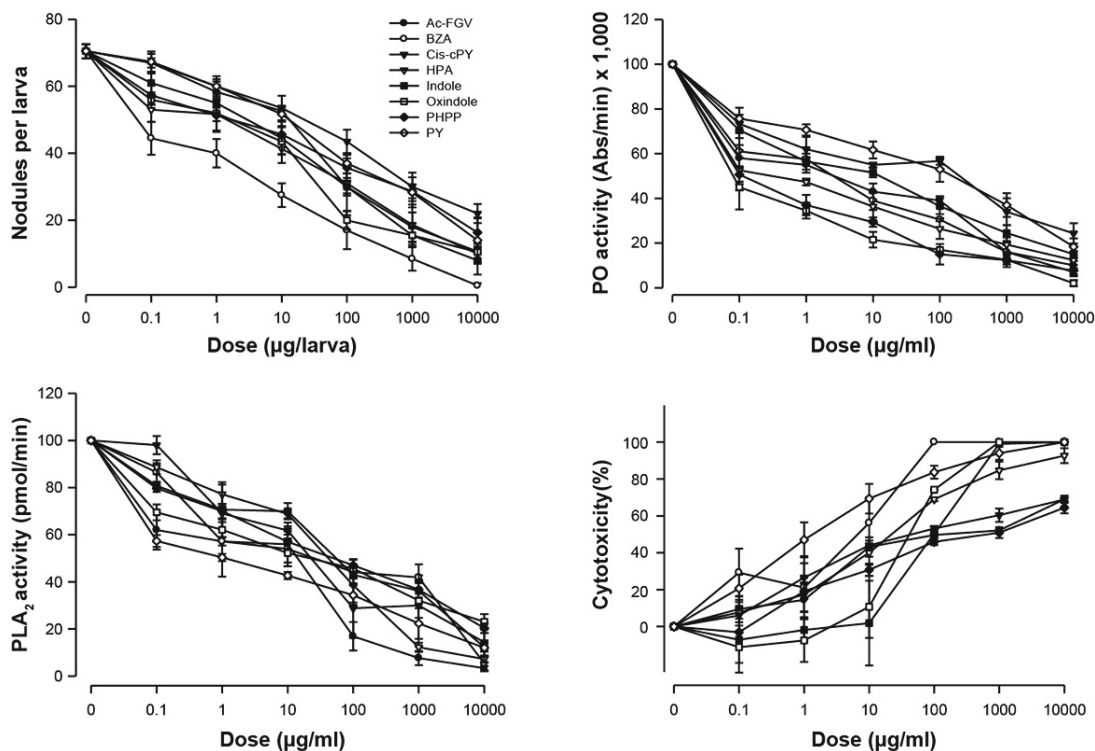 120
100
80
60
40
20
0
Nodules per larva
Ac-FGV
BZA
Cis-cPY
HPA
Indole
Oxindole
PHPP
PY
0 0.1 1 10 100 1000 10000
Dose (µg/larva)
80
60
40
20
0
PO activity (Abs/min) x 1,000
0 0.1 1 10 100 1000 10000
Dose (µg/ml)
120
100
80
60
40
20
0
PLA2 activity (pmol/min)
0 0.1 1 10 100 1000 10000
Dose (µg/ml)
100
80
60
40
20
0
Cytotoxicity(%)
0 0.1 1 10 100 1000 10000
Dose (µg/ml)